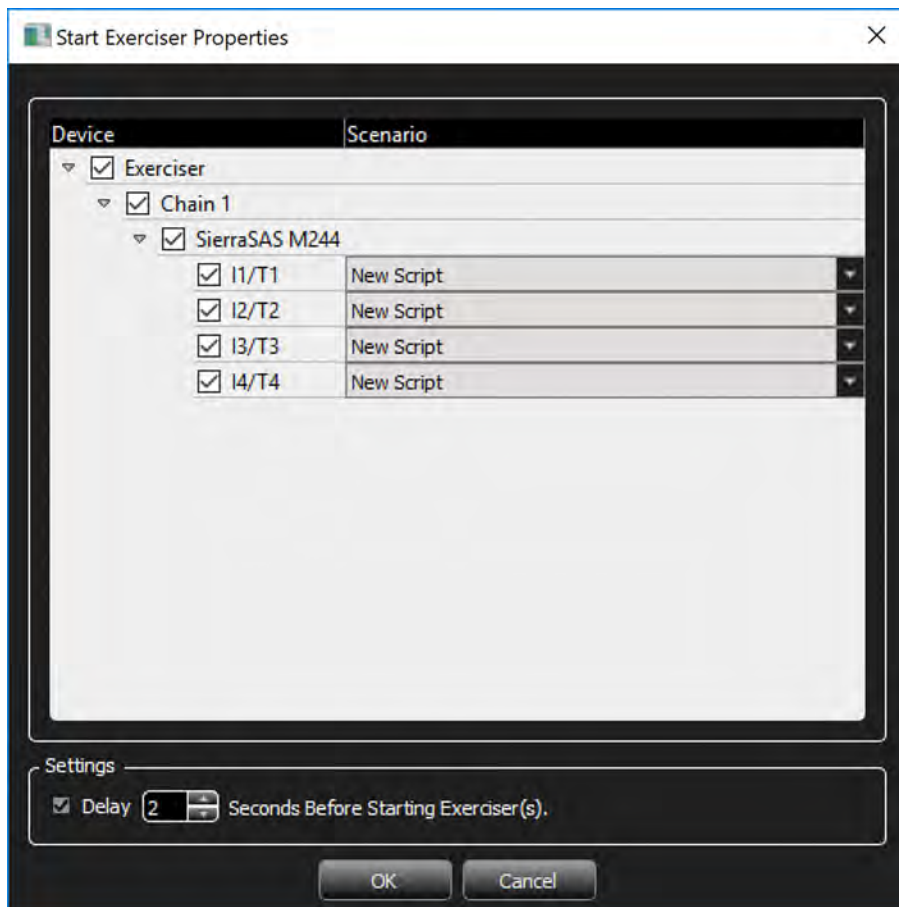 Start Exerciser Properties
Device Scenario
Exerciser
Chain 1
SierraSAS M244
I1/T1 New Script
I2/T2 New Script
I3/T3 New Script
I4/T4 New Script
Settings
Delay 2 Seconds Before Starting Exerciser(s).
OK Cancel